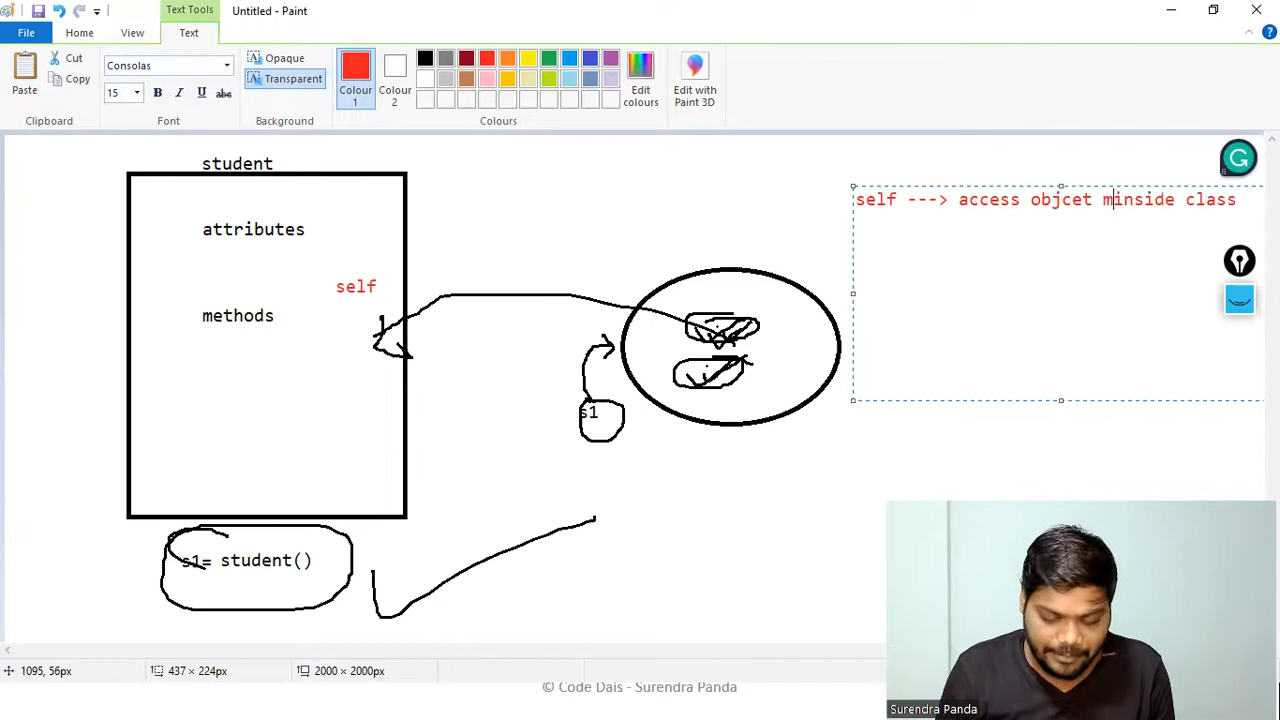 Text Tools
Untitled - Paint
File
Home
View
Text
Paste
Cut
Copy
Clipboard
Consolas
15
B I U abc
Font
Opaque
Transparent
Background
Colour 1
Colour 2
Edit colours
Colours
Edit with Paint 3D
student
attributes
self
methods
s1= student()
s1
self ---> access objcet minside class
1095, 56px
437 × 224px
2000 × 2000px
© Code Dais - Surendra Panda
Surendra Panda